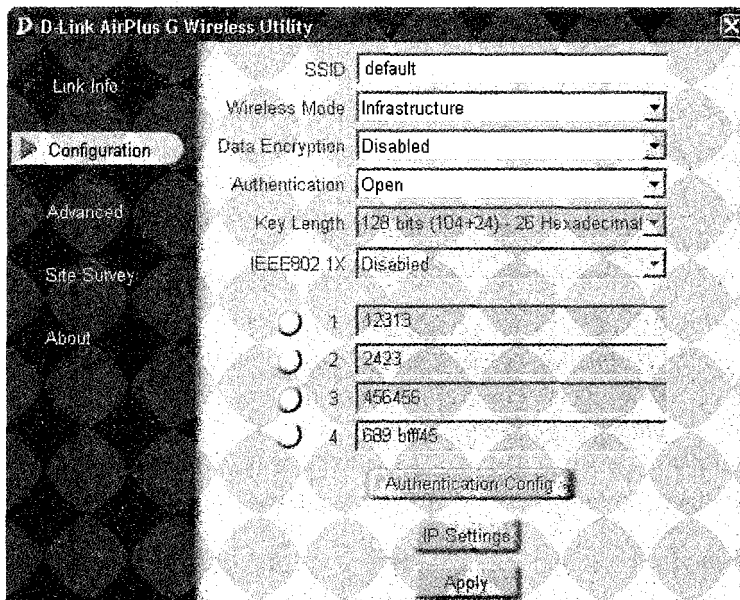 D D-Link AirPlus G Wireless Utility
Link Info
Configuration
Advanced
Site Survey
About
SSID default
Wireless Mode Infrastructure
Data Encryption Disabled
Authentication Open
Key Length 128 bits (104+24) - 26 Hexadecimal
IEEE802 1X Disabled
1 12313
2 2423
3 456456
4 689 bfff45
Authentication Config
IP Settings
Apply